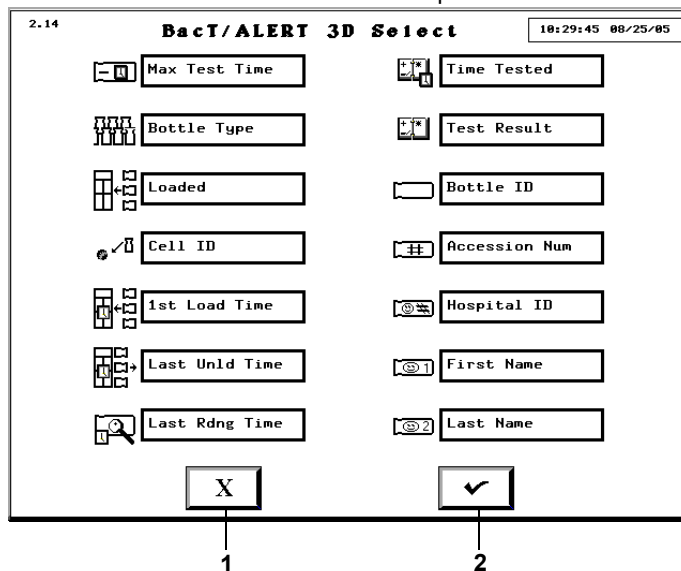 2.14
BacT/ALERT 3D Select
10:29:45 08/25/05
Max Test Time
Time Tested
Bottle Type
Test Result
Loaded
Bottle ID
Cell ID
Accession Num
1st Load Time
Hospital ID
Last Unld Time
First Name
Last Rdng Time
Last Name
X
1
2